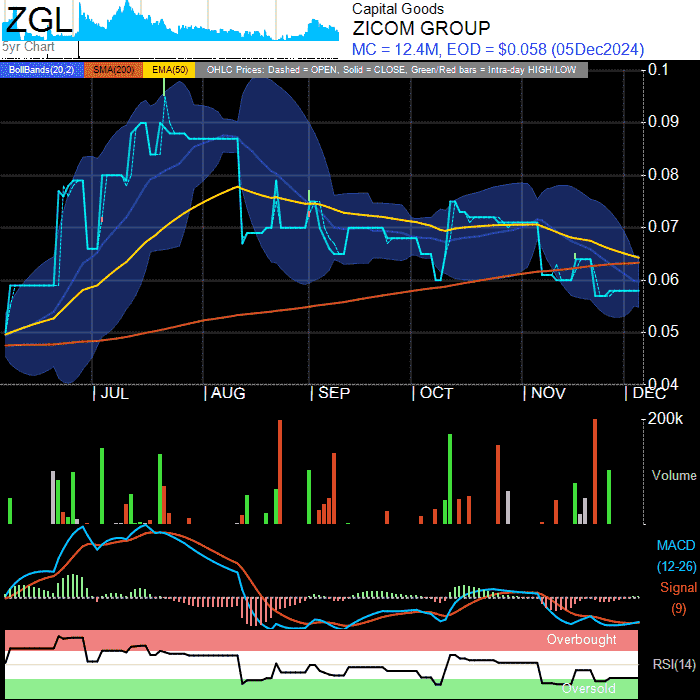 ZGL
5yr Chart
Capital Goods
ZICOM GROUP
MC = 12.4M, EOD = $0.058 (05Dec2024)
BollBands(20,2) SMA(200) EMA(50) OHLC Prices: Dashed = OPEN, Solid = CLOSE, Green/Red bars = Intra-day HIGH/LOW
0.1
0.09
0.08
0.07
0.06
0.05
0.04
JUL AUG SEP OCT NOV DEC
200k
Volume
MACD
(12-26)
Signal
(9)
Overbought
RSI(14)
Oversold